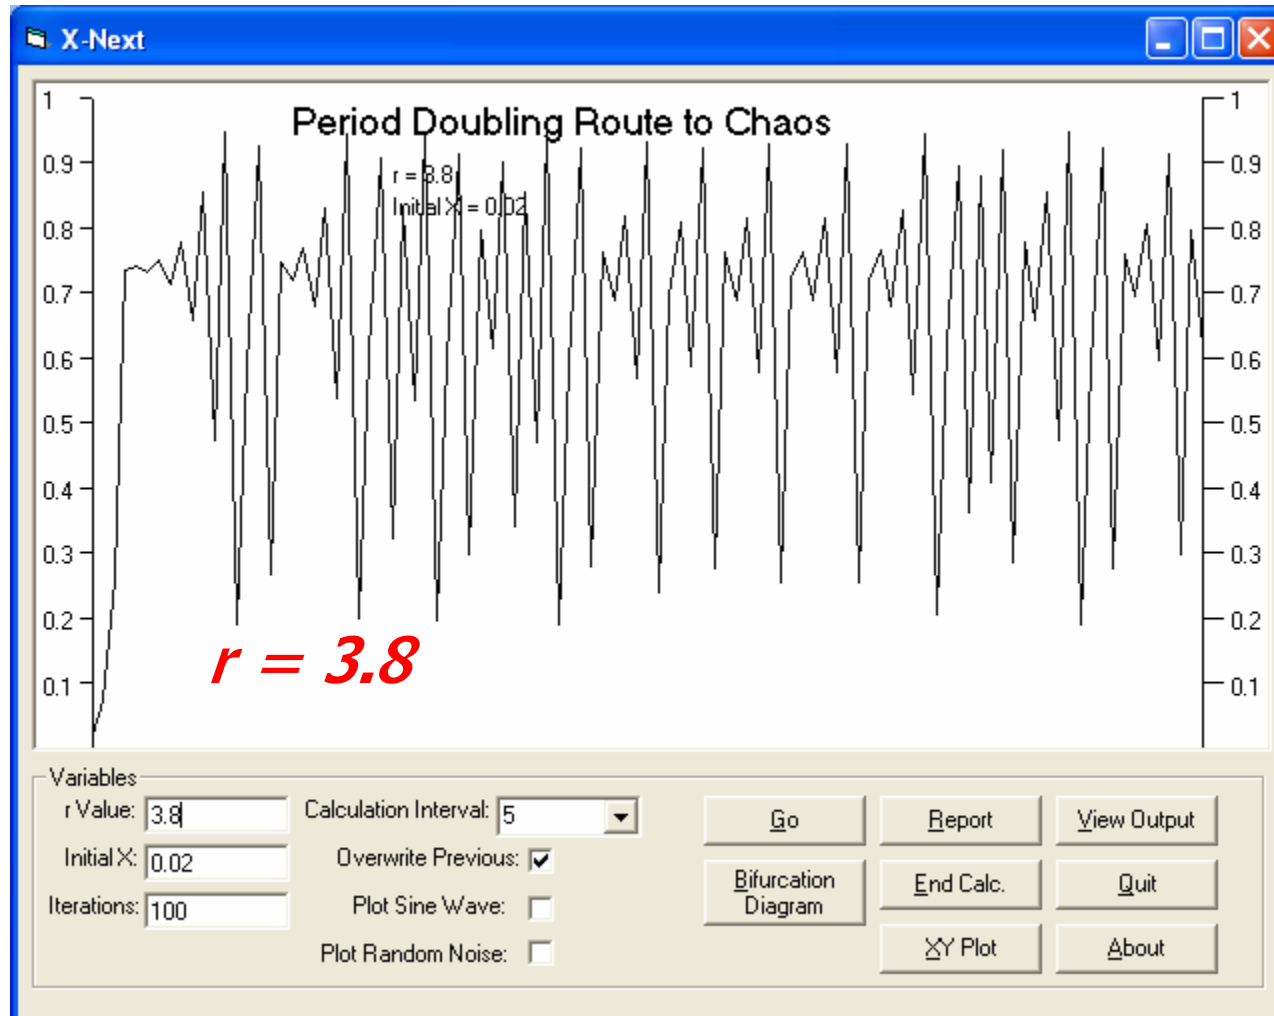 X-Next
Period Doubling Route to Chaos
r = 3.8
Initial X = 0.02
1
0.9
0.8
0.7
0.6
0.5
0.4
0.3
0.2
0.1
1
0.9
0.8
0.7
0.6
0.5
0.4
0.3
0.2
0.1
r = 3.8
Variables
r Value: 3.8
Initial X: 0.02
Iterations: 100
Calculation Interval: 5
Overwrite Previous:
Plot Sine Wave:
Plot Random Noise:
Go
Report
View Output
Bifurcation
Diagram
End Calc.
Quit
XY Plot
About